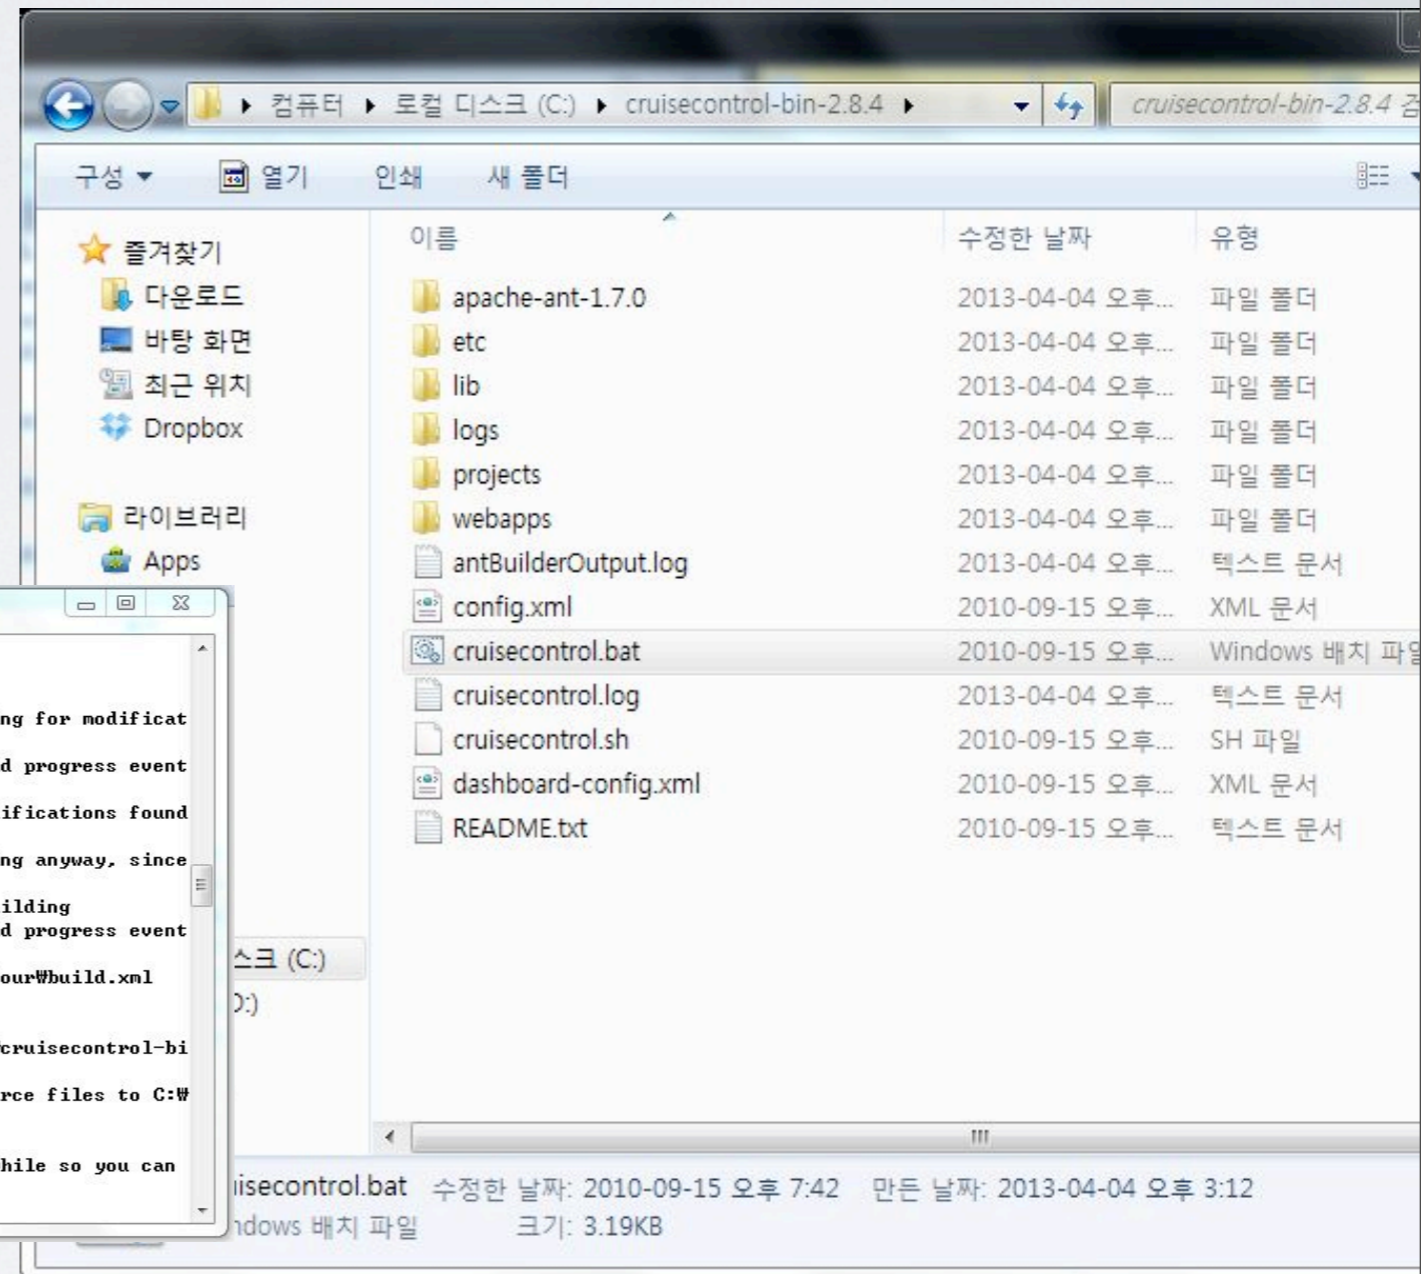 컴퓨터 ▸ 로컬 디스크 (C:) ▸ cruisecontrol-bin-2.8.4 ▸
cruisecontrol-bin-2.8.4 검
구성 열기 인쇄 새 폴더
이름 수정한 날짜 유형
즐겨찾기
다운로드
바탕 화면
최근 위치
Dropbox
라이브러리
Apps
apache-ant-1.7.0 2013-04-04 오후... 파일 폴더
etc 2013-04-04 오후... 파일 폴더
lib 2013-04-04 오후... 파일 폴더
logs 2013-04-04 오후... 파일 폴더
projects 2013-04-04 오후... 파일 폴더
webapps 2013-04-04 오후... 파일 폴더
antBuilderOutput.log 2013-04-04 오후... 텍스트 문서
config.xml 2010-09-15 오후... XML 문서
cruisecontrol.bat 2010-09-15 오후... Windows 배치 파일
cruisecontrol.log 2013-04-04 오후... 텍스트 문서
cruisecontrol.sh 2010-09-15 오후... SH 파일
dashboard-config.xml 2010-09-15 오후... XML 문서
README.txt 2010-09-15 오후... 텍스트 문서
ng for modificat
d progress event
ifications found
ng anyway, since
ilding
d progress event
our₩build.xml
cruisecontrol-bi
rce files to C:₩
hile so you can
스크 (C:)
D:)
isecontrol.bat 수정한 날짜: 2010-09-15 오후 7:42 만든 날짜: 2013-04-04 오후 3:12
ndows 배치 파일 크기: 3.19KB